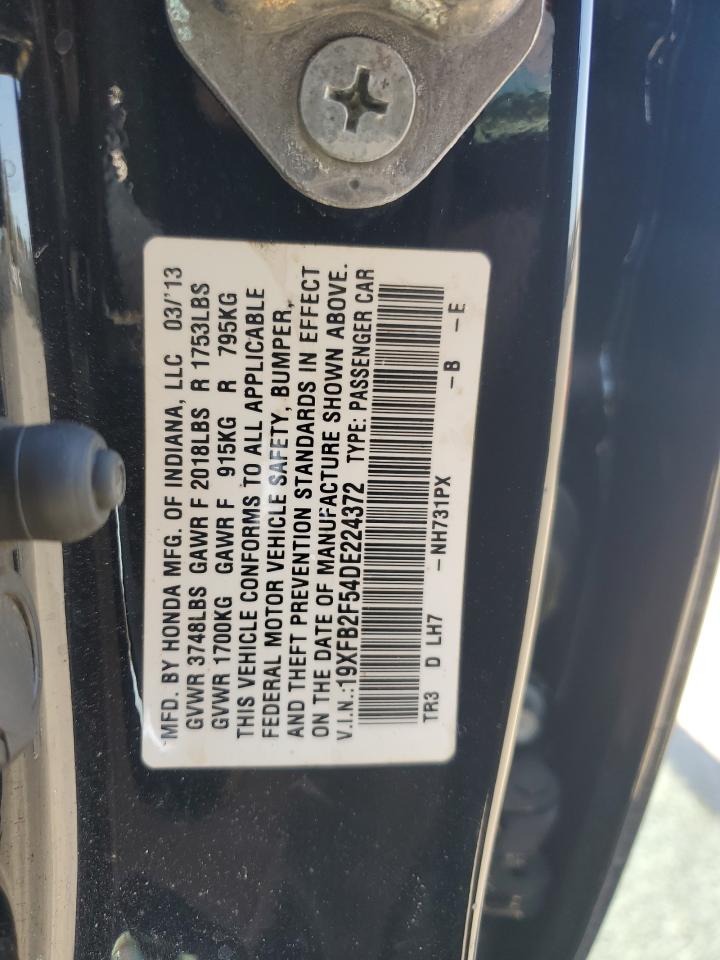 MFD. BY HONDA MFG. OF INDIANA, LLC 03/'13
GVWR 3748LBS GAWR F 2018LBS R 1753LBS
GVWR 1700KG GAWR F 915KG R 795KG
THIS VEHICLE CONFORMS TO ALL APPLICABLE
FEDERAL MOTOR VEHICLE SAFETY, BUMPER,
AND THEFT PREVENTION STANDARDS IN EFFECT
ON THE DATE OF MANUFACTURE SHOWN ABOVE.
V.I.N.:19XFB2F54DE224372 TYPE: PASSENGER CAR
TR3 D LH7 -NH731PX -B -E